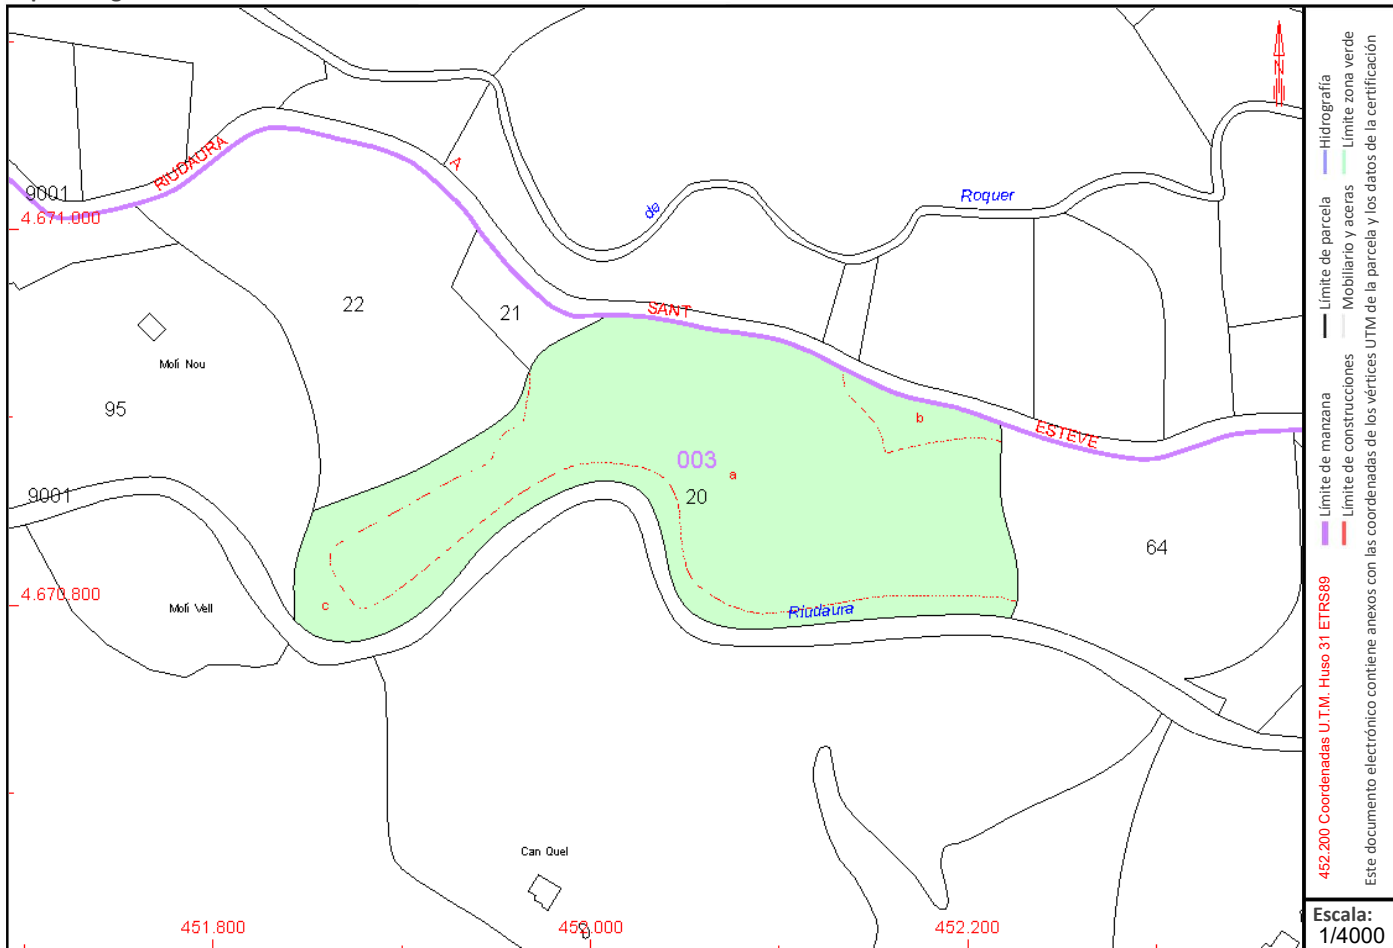 Roquer
de
RIUDAURA
A
9001
4.671.000
SANT
22
21
Molí Nou
95
b
ESTEVE
003
a
20
9001
64
4.670.800
c
Molí Vell
Riudaura
Can Quel
451.800
452.000
452.200
452.200 Coordenadas U.T.M. Huso 31 ETRS89
Límite de manzana
Límite de parcela
Hidrografía
Límite de construcciones
Mobiliario y aceras
Límite zona verde
Este documento electrónico contiene anexos con las coordenadas de los vértices UTM de la parcela y los datos de la certificación
N
Escala:
1/4000